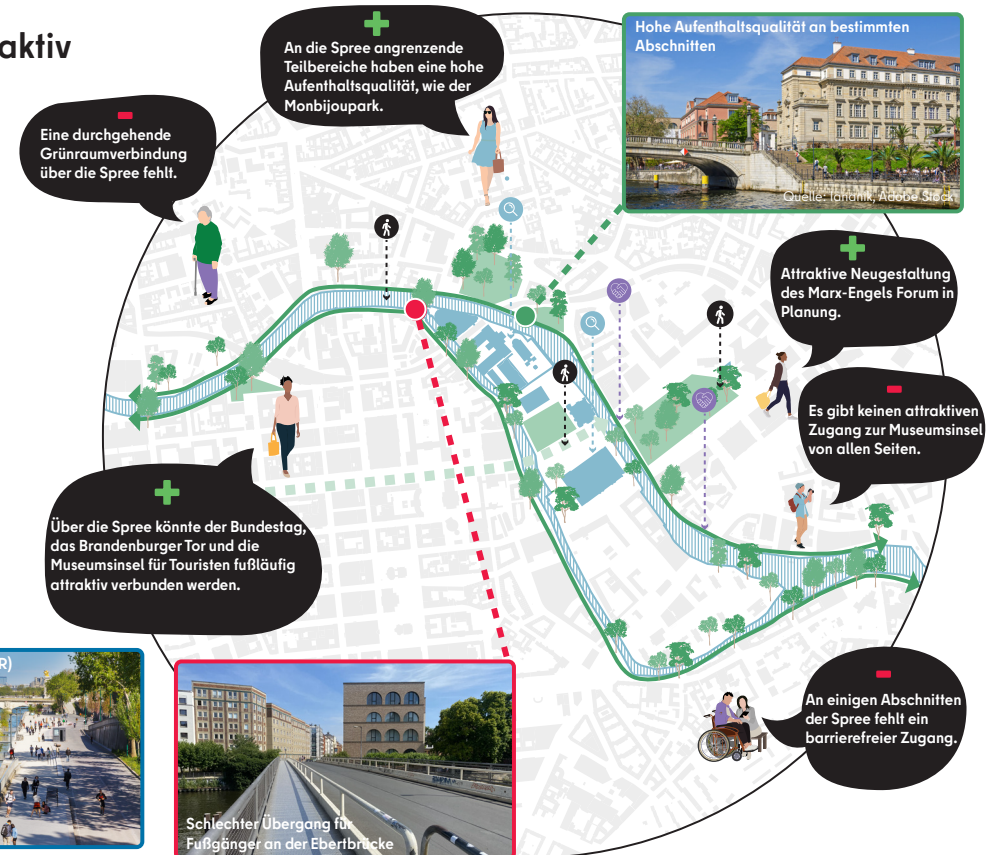 aktiv
An die Spree angrenzende
Teilbereiche haben eine hohe
Aufenthaltsqualität, wie der
Monbijoupark.
Hohe Aufenthaltsqualität an bestimmten
Abschnitten
Quelle: Adobe Stock
Eine durchgehende
Grünraumverbindung
über die Spree fehlt.
Attraktive Neugestaltung
des Marx-Engels Forum in
Planung.
Es gibt keinen attraktiven
Zugang zur Museumsinsel
von allen Seiten.
Über die Spree könnte der Bundestag,
das Brandenburger Tor und die
Museumsinsel für Touristen fußläufig
attraktiv verbunden werden.
R)
Schlechter Übergang für
Fußgänger an der Ebertbrücke
An einigen Abschnitten
der Spree fehlt ein
barrierefreier Zugang.